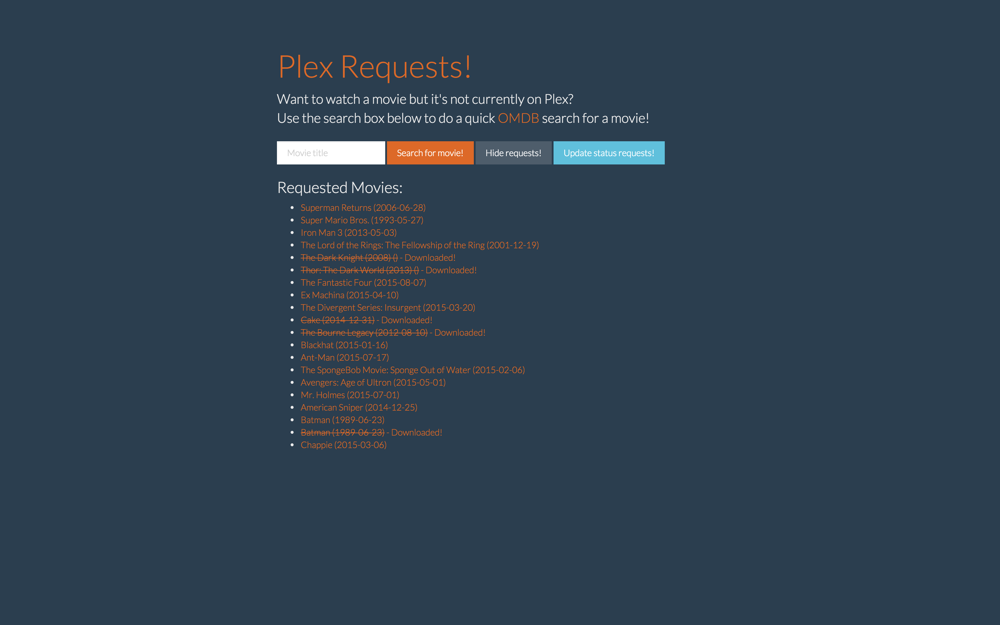 Plex Requests!
Want to watch a movie but it's not currently on Plex?
Use the search box below to do a quick OMDB search for a movie!
Movie title
Search for movie!
Hide requests!
Update status requests!
Requested Movies:
Superman Returns (2006-06-28)
Super Mario Bros. (1993-05-27)
Iron Man 3 (2013-05-03)
The Lord of the Rings: The Fellowship of the Ring (2001-12-19)
The Dark Knight (2008) () - Downloaded!
Thor: The Dark World (2013) () - Downloaded!
The Fantastic Four (2015-08-07)
Ex Machina (2015-04-10)
The Divergent Series: Insurgent (2015-03-20)
Cake (2014-12-31) - Downloaded!
The Bourne Legacy (2012-08-10) - Downloaded!
Blackhat (2015-01-16)
Ant-Man (2015-07-17)
The SpongeBob Movie: Sponge Out of Water (2015-02-06)
Avengers: Age of Ultron (2015-05-01)
Mr. Holmes (2015-07-01)
American Sniper (2014-12-25)
Batman (1989-06-23)
Batman (1989-06-23) - Downloaded!
Chappie (2015-03-06)